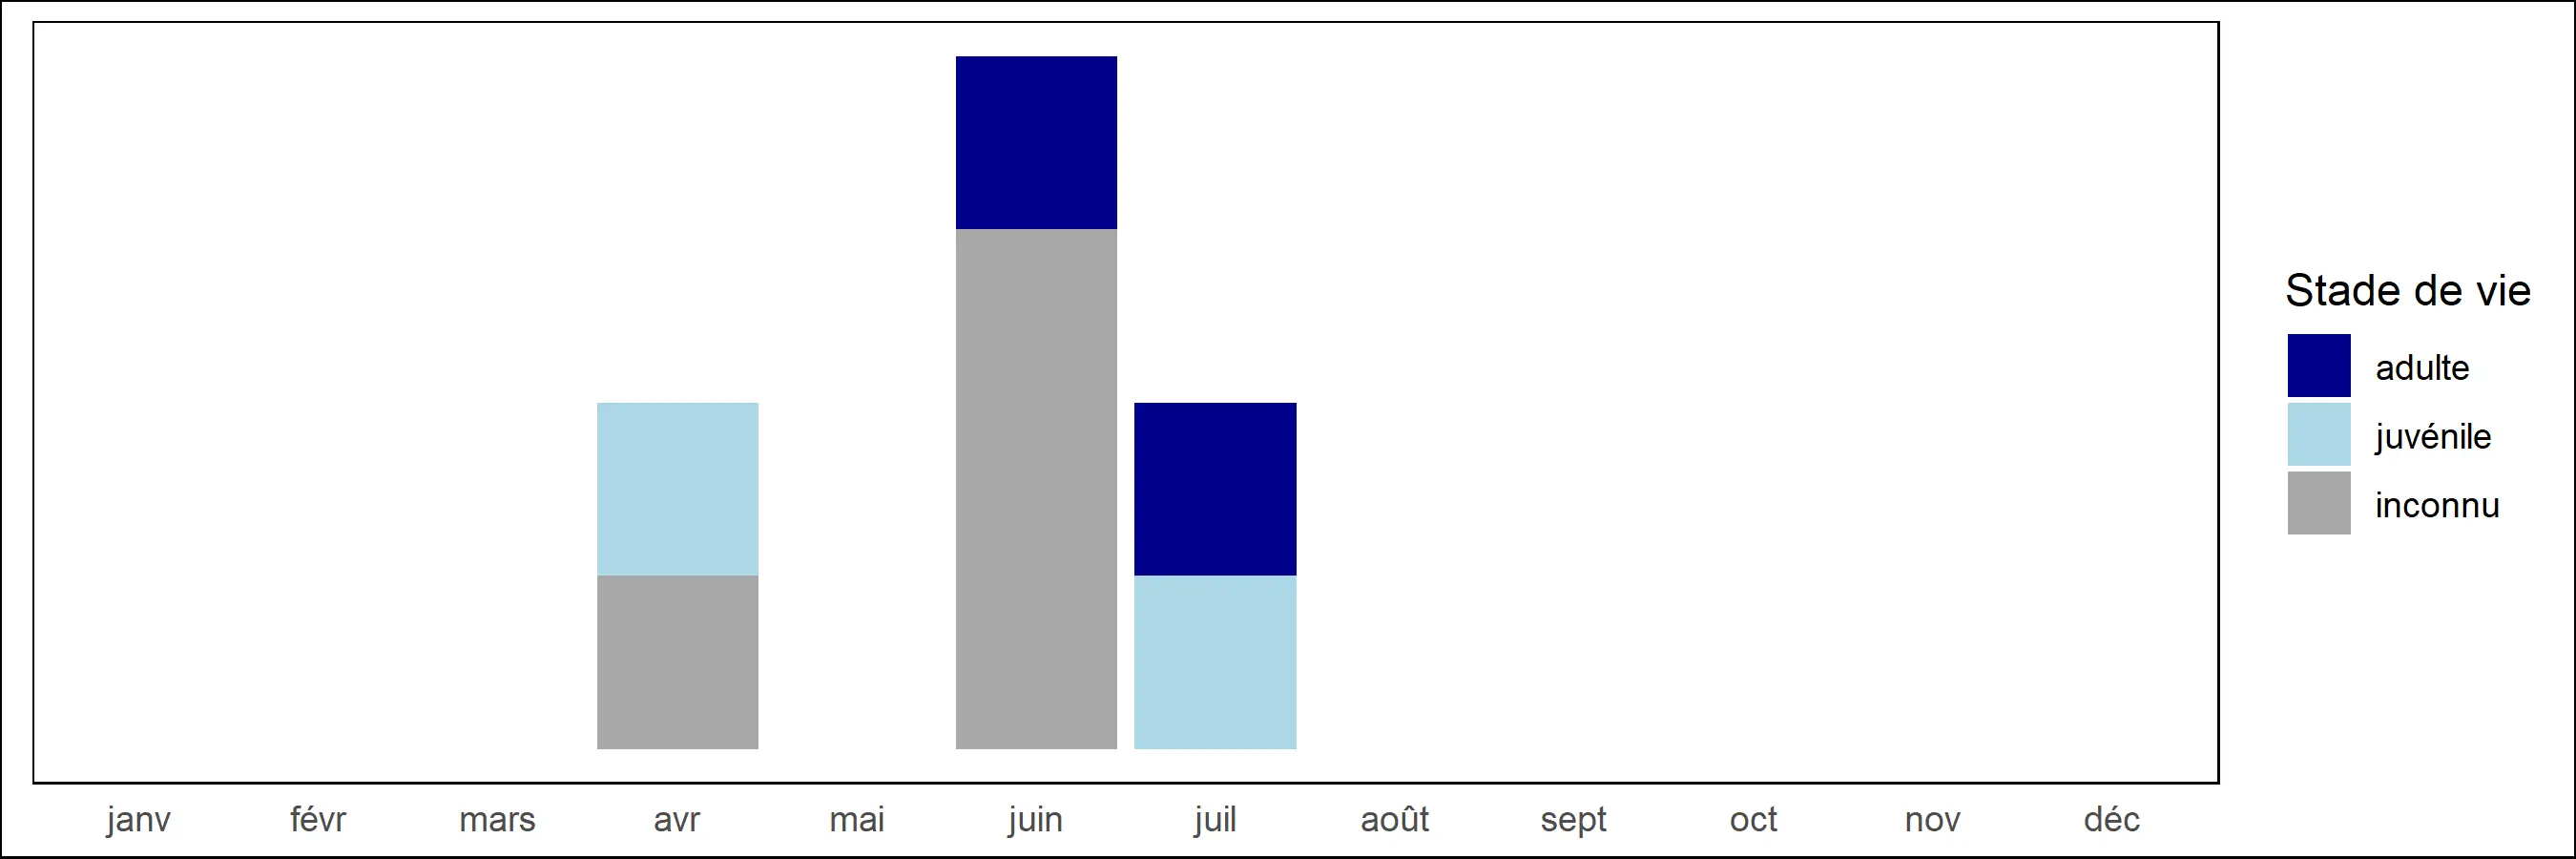 Stade de vie
adulte
juvénile
inconnu
janv févr mars avr mai juin juil août sept oct nov déc